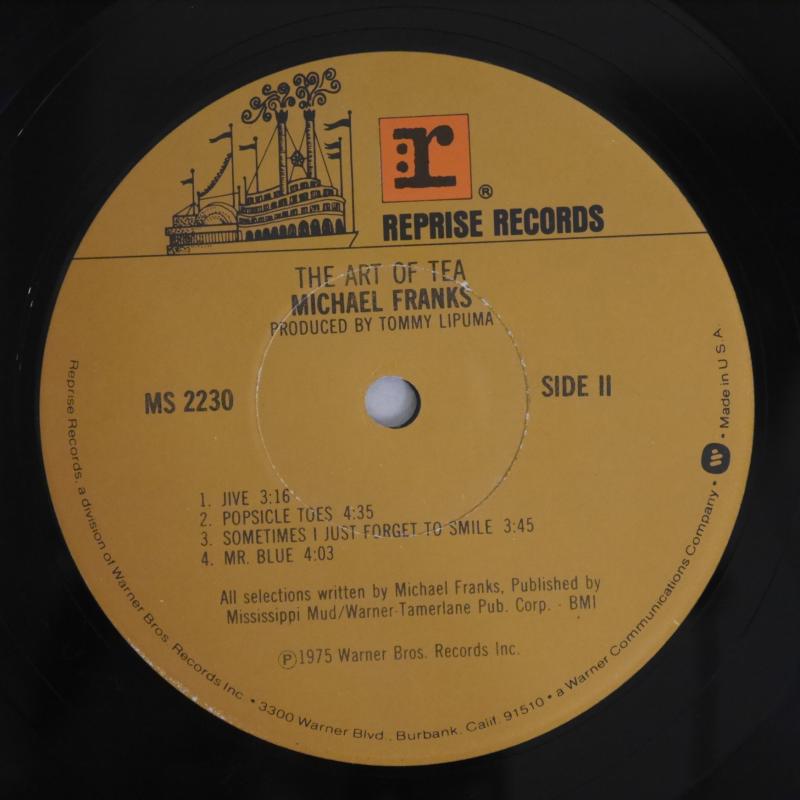 r ®
REPRISE RECORDS
THE ART OF TEA
MICHAEL FRANKS
PRODUCED BY TOMMY LIPUMA
MS 2230
SIDE II
1. JIVE 3:16
2. POPSICLE TOES 4:35
3. SOMETIMES I JUST FORGET TO SMILE 3:45
4. MR. BLUE 4:03
All selections written by Michael Franks, Published by
Mississippi Mud/Warner-Tamerlane Pub. Corp. - BMI
Ⓟ1975 Warner Bros. Records Inc.
Reprise Records, a division of Warner Bros. Records Inc • 3300 Warner Blvd., Burbank, Calif. 91510 • a Warner Communications Company • W • Made in U.S.A.